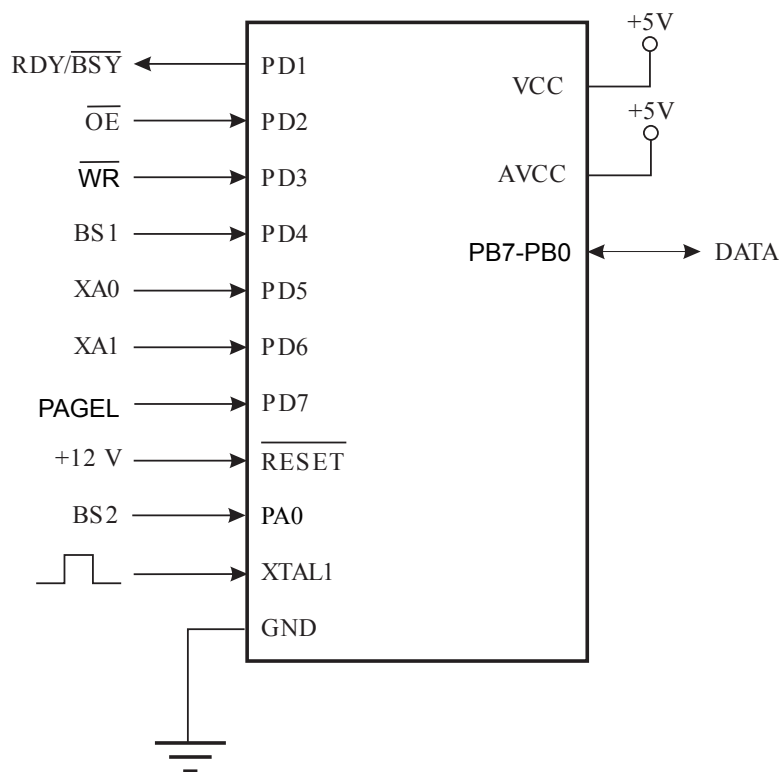 RDY/BSY PD1
OE PD2
WR PD3
BS1 PD4
XA0 PD5
XA1 PD6
PAGEL PD7
+12 V RESET
BS2 PA0
XTAL1
GND
+5V
VCC
+5V
AVCC
PB7-PB0 DATA